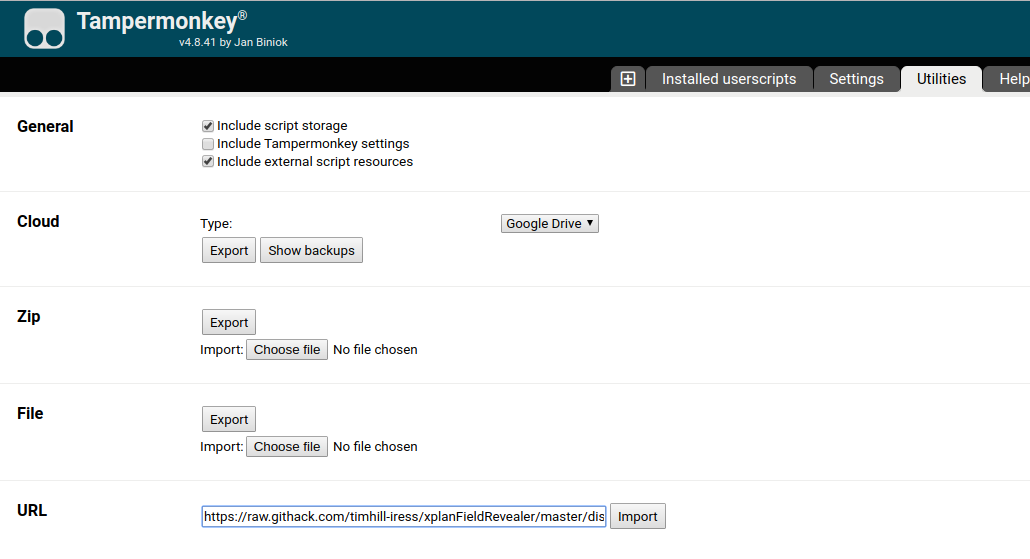 Tampermonkey®
v4.8.41 by Jan Biniok
Installed userscripts Settings Utilities Help
General
Include script storage
Include Tampermonkey settings
Include external script resources
Cloud
Type: Google Drive
Export Show backups
Zip
Export
Import: Choose file No file chosen
File
Export
Import: Choose file No file chosen
URL
https://raw.githack.com/timhill-iress/xplanFieldRevealer/master/dis Import